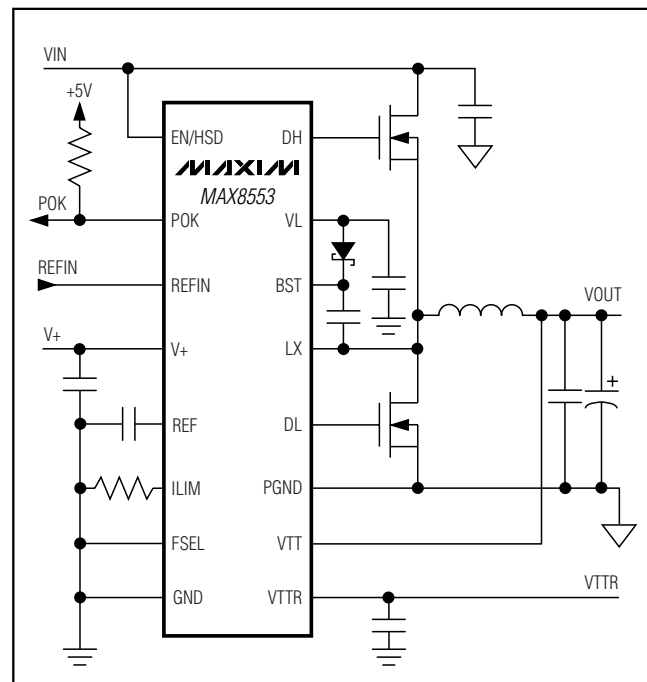 VIN
+5V
EN/HSD
DH
MAXIM
MAX8553
POK
POK
VL
REFIN
REFIN
BST
VOUT
V+
V+
LX
+
REF
DL
ILIM
PGND
FSEL
VTT
GND
VTTR
VTTR